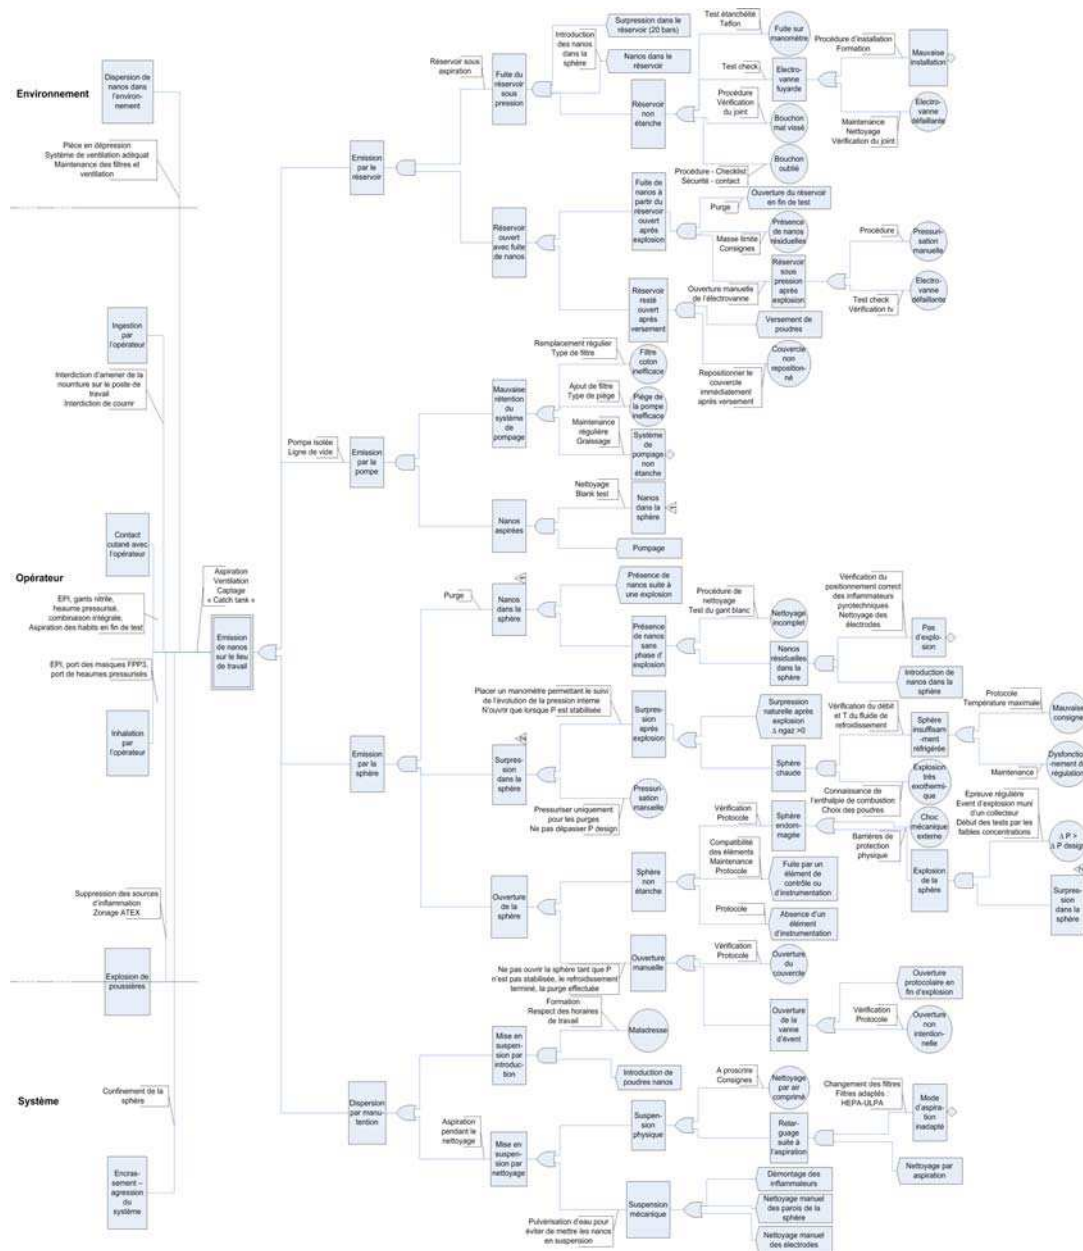 Environnement
Dispersion de
nanos dans
l'environ-
nement
Pièce en dépression
Système de ventilation adéquat
Maintenance des filtres et
ventilation
Ingestion
par
l'opérateur
Interdiction d'amener de la
nourriture sur le poste de
travail
Interdiction de courir
Opérateur
Contact
cutané avec
l'opérateur
EPI, gants nitrile,
heaume pressurisé,
combinaison intégrale,
Aspiration des habits en fin de test
EPI, port des masques FPP3,
port de heaumes pressurisés
Inhalation
par
l'opérateur
Suppression des sources
d'inflammation
Zonage ATEX
Explosion de
poussières
Système
Confinement de la
sphère
Encras-
sement –
agression
du
système
Aspiration
Ventilation
Captage
« Catch tank »
Emission
de nanos
sur le lieu
de travail
Emission
par le
réservoir
Réservoir sous
aspiration
Fuite du
réservoir
sous
pression
Surpression dans le
réservoir (20 bars)
Introduction
des nanos
dans la
sphère
Nanos dans le
réservoir
Réservoir
non
étanche
Test étanchéité
Teflon
Fuite sur
manomètre
Test check
Electro-
vanne
fuyarde
Procédure d'installation
Formation
Mauvaise
installation
Maintenance
Nettoyage
Vérification du joint
Electro-
vanne
défaillante
Procédure
Vérification
du joint
Bouchon
mal vissé
Procédure - Checklist
Sécurité - contact
Bouchon
oublié
Réservoir
ouvert
avec fuite
de nanos
Fuite de
nanos à
partir du
réservoir
ouvert
après
explosion
Purge
Ouverture du réservoir
en fin de test
Masse limite
Consignes
Présence
de nanos
résiduelles
Ouverture manuelle
de l'électrovanne
Réservoir
sous
pression
après
explosion
Procédure
Pressuri-
sation
manuelle
Test check
Vérification tv
Electro-
vanne
défaillante
Réservoir
resté
ouvert
après
versement
Versement de
poudres
Repositionner le
couvercle
immédiatement
après versement
Couvercle
non
reposition-
né
Pompe isolée
Ligne de vide
Emission
par la
pompe
Mauvaise
rétention
du
système
de
pompage
Remplacement régulier
Type de filtre
Filtre
coton
inefficace
Ajout de filtre
Type de piège
Piège de
la pompe
inefficace
Maintenance
régulière
Graissage
Système
de
pompage
non
étanche
Nanos
aspirées
Nettoyage
Blank test
Nanos
dans la
sphère
Pompage
Emission
par la
sphère
Purge
Nanos
dans la
sphère
Présence de
nanos suite à
une explosion
Présence
de nanos
sans
phase d'
explosion
Procédure de
nettoyage
Test du gant blanc
Nettoyage
incomplet
Nanos
résiduelles
dans la
sphère
Vérification du
positionnement correct
des inflammateurs
pyrotechniques
Nettoyage des
électrodes
Pas
d'explo-
sion
Introduction de
nanos dans la
sphère
Surpres-
sion
dans la
sphère
Placer un manomètre permettant le suivi
de l'évolution de la pression interne
N'ouvrir que lorsque P est stabilisée
Surpres-
sion
après
explosion
Surpression
naturelle après
explosion
Δ ngaz >0
Sphère
chaude
Vérification du débit
et T du fluide de
refroidissement
Sphère
insuffisam-
ment
réfrigérée
Protocole
Température maximale
Mauvaise
consigne
Maintenance
Dysfonction
-nement de
régulation
Connaissance de
l'enthalpie de combustion
Choix des poudres
Explosion
très
exothermi-
que
Pressuriser uniquement
pour les purges
Ne pas dépasser P design
Pressuri-
sation
manuelle
Ouverture
de la
sphère
Sphère
non
étanche
Vérification
Protocole
Sphère
endom-
magée
Barrières de
protection
physique
Choc
mécanique
externe
Explosion
de la
sphère
Epreuve régulière
Event d'explosion muni
d'un collecteur
Début des tests par les
faibles concentrations
Δ P >
Δ P design
Surpres-
sion
dans la
sphère
Compatibilité
des éléments
Maintenance
Protocole
Fuite par un
élément de
contrôle ou
d'instrumentation
Protocole
Absence d'un
élément
d'instrumentation
Ne pas ouvrir la sphère tant que P
n'est pas stabilisée, le refroidissement
terminé, la purge effectuée
Ouverture
manuelle
Vérification
Protocole
Ouverture
du
couvercle
Ouverture
de la
vanne
d'évent
Ouverture
protocolaire en
fin d'explosion
Vérification
Protocole
Ouverture
non
intention-
nelle
Dispersion
par manu-
tention
Mise en
suspen-
sion par
introduc-
tion
Formation
Respect des horaires
de travail
Maladresse
Introduction de
poudres nanos
Aspiration
pendant le
nettoyage
Mise en
suspen-
sion par
nettoyage
Suspen-
sion
physique
A proscrire
Consignes
Nettoyage
par air
comprimé
Relar-
guage
suite à
l'aspiration
Changement des filtres
Filtres adaptés :
HEPA-ULPA
Mode
d'aspira-
tion
inadapté
Nettoyage par
aspiration
Pulvérisation d'eau pour
éviter de mettre les nanos
en suspension
Suspension
mécanique
Démontage des
inflammateurs
Nettoyage manuel
des parois de la
sphère
Nettoyage manuel
des électrodes